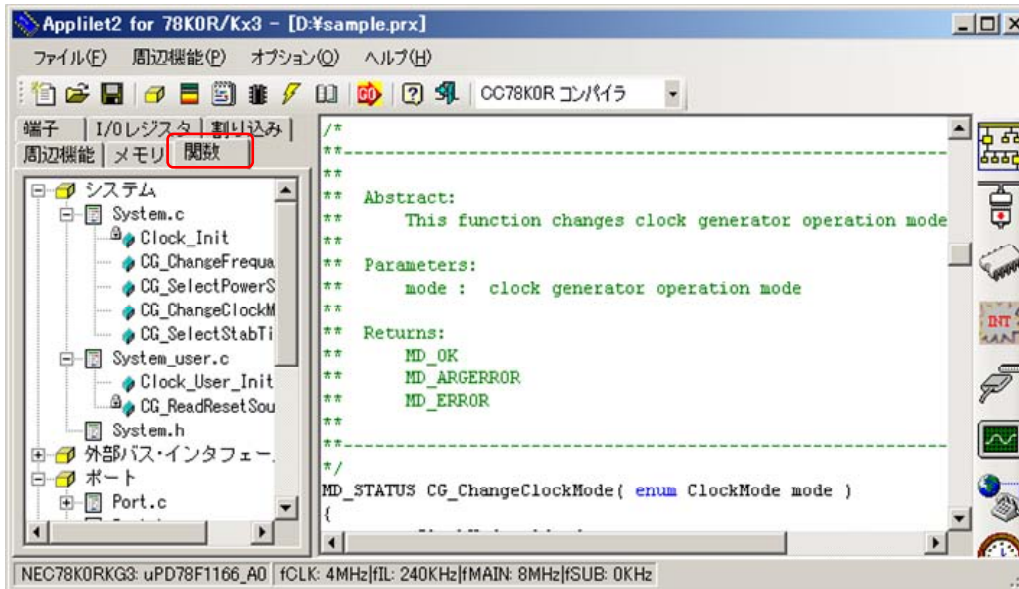 Applilet2 for 78K0R/Kx3 - [D:¥sample.prx]
ファイル(F) 周辺機能(P) オプション(O) ヘルプ(H)
GO CC78K0R コンパイラ
端子 I/Oレジスタ 割り込み
周辺機能 メモリ 関数
システム
System.c
Clock_Init
CG_ChangeFrequa
CG_SelectPowerS
CG_ChangeClockM
CG_SelectStabTi
System_user.c
Clock_User_Init
CG_ReadResetSou
System.h
外部バス・インタフェー
ポート
Port.c
/*
**-----------------------------------------------------------------
**
** Abstract:
** This function changes clock generator operation mode
**
** Parameters:
** mode : clock generator operation mode
**
** Returns:
** MD_OK
** MD_ARGERROR
** MD_ERROR
**
**-----------------------------------------------------------------
*/
MD_STATUS CG_ChangeClockMode( enum ClockMode mode )
{
INT
NEC78K0RKG3: uPD78F1166_A0 fCLK: 4MHz|fIL: 240KHz|fMAIN: 8MHz|fSUB: 0KHz